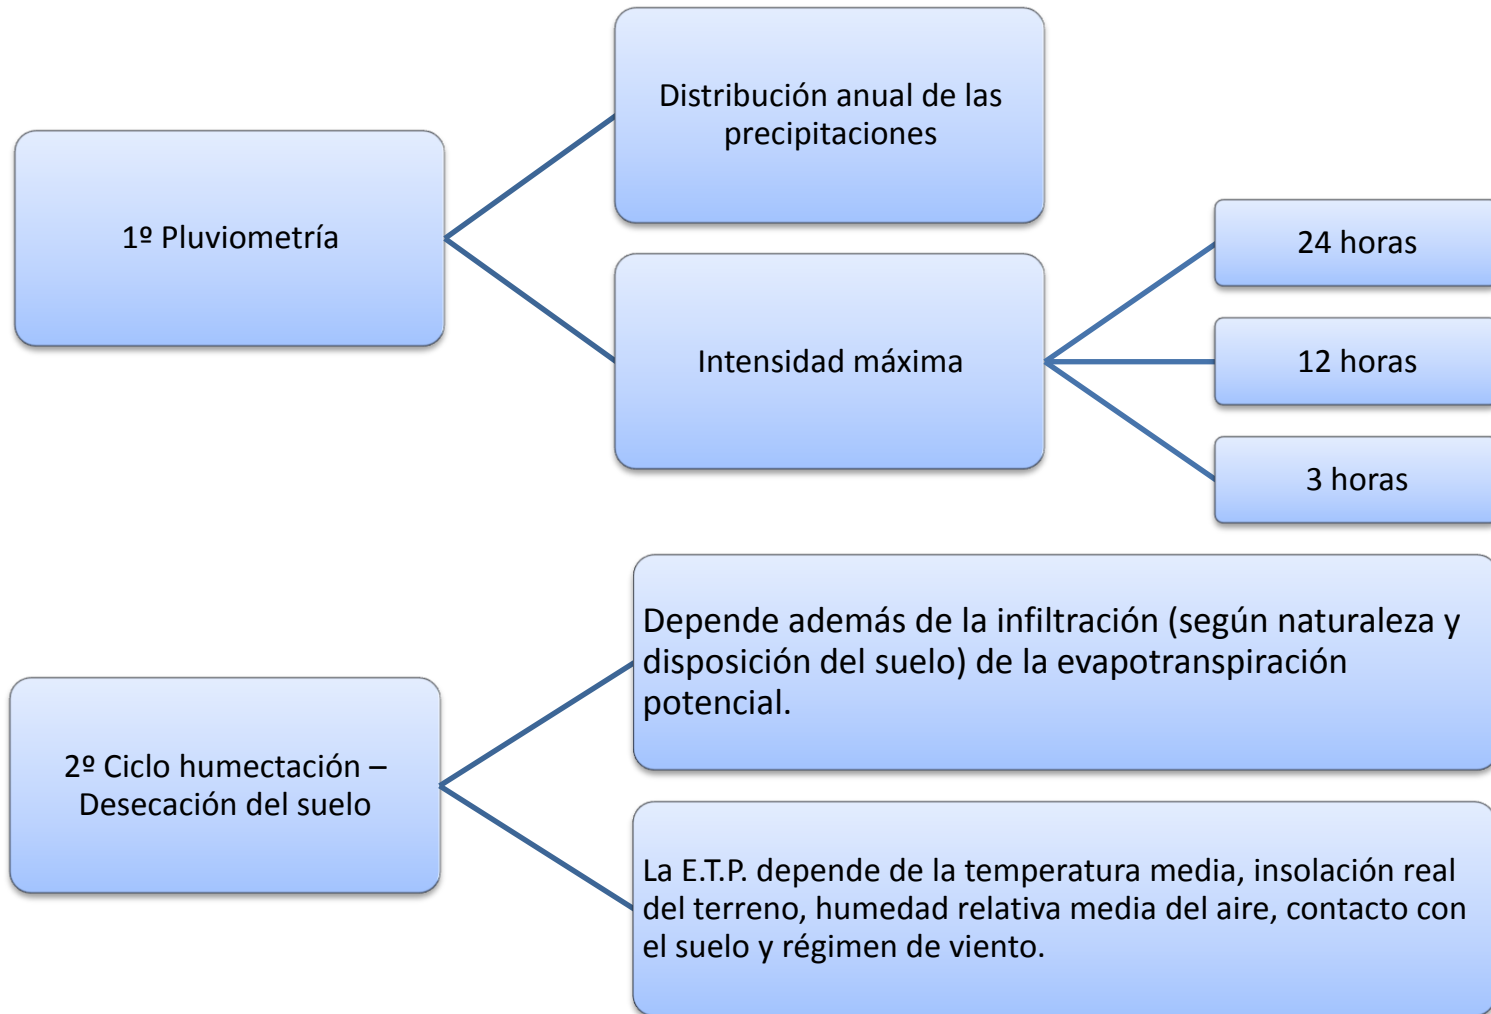 Distribución anual de las
precipitaciones
1º Pluviometría
24 horas
Intensidad máxima
12 horas
3 horas
Depende además de la infiltración (según naturaleza y
disposición del suelo) de la evapotranspiración
potencial.
2º Ciclo humectación –
Desecación del suelo
La E.T.P. depende de la temperatura media, insolación real
del terreno, humedad relativa media del aire, contacto con
el suelo y régimen de viento.